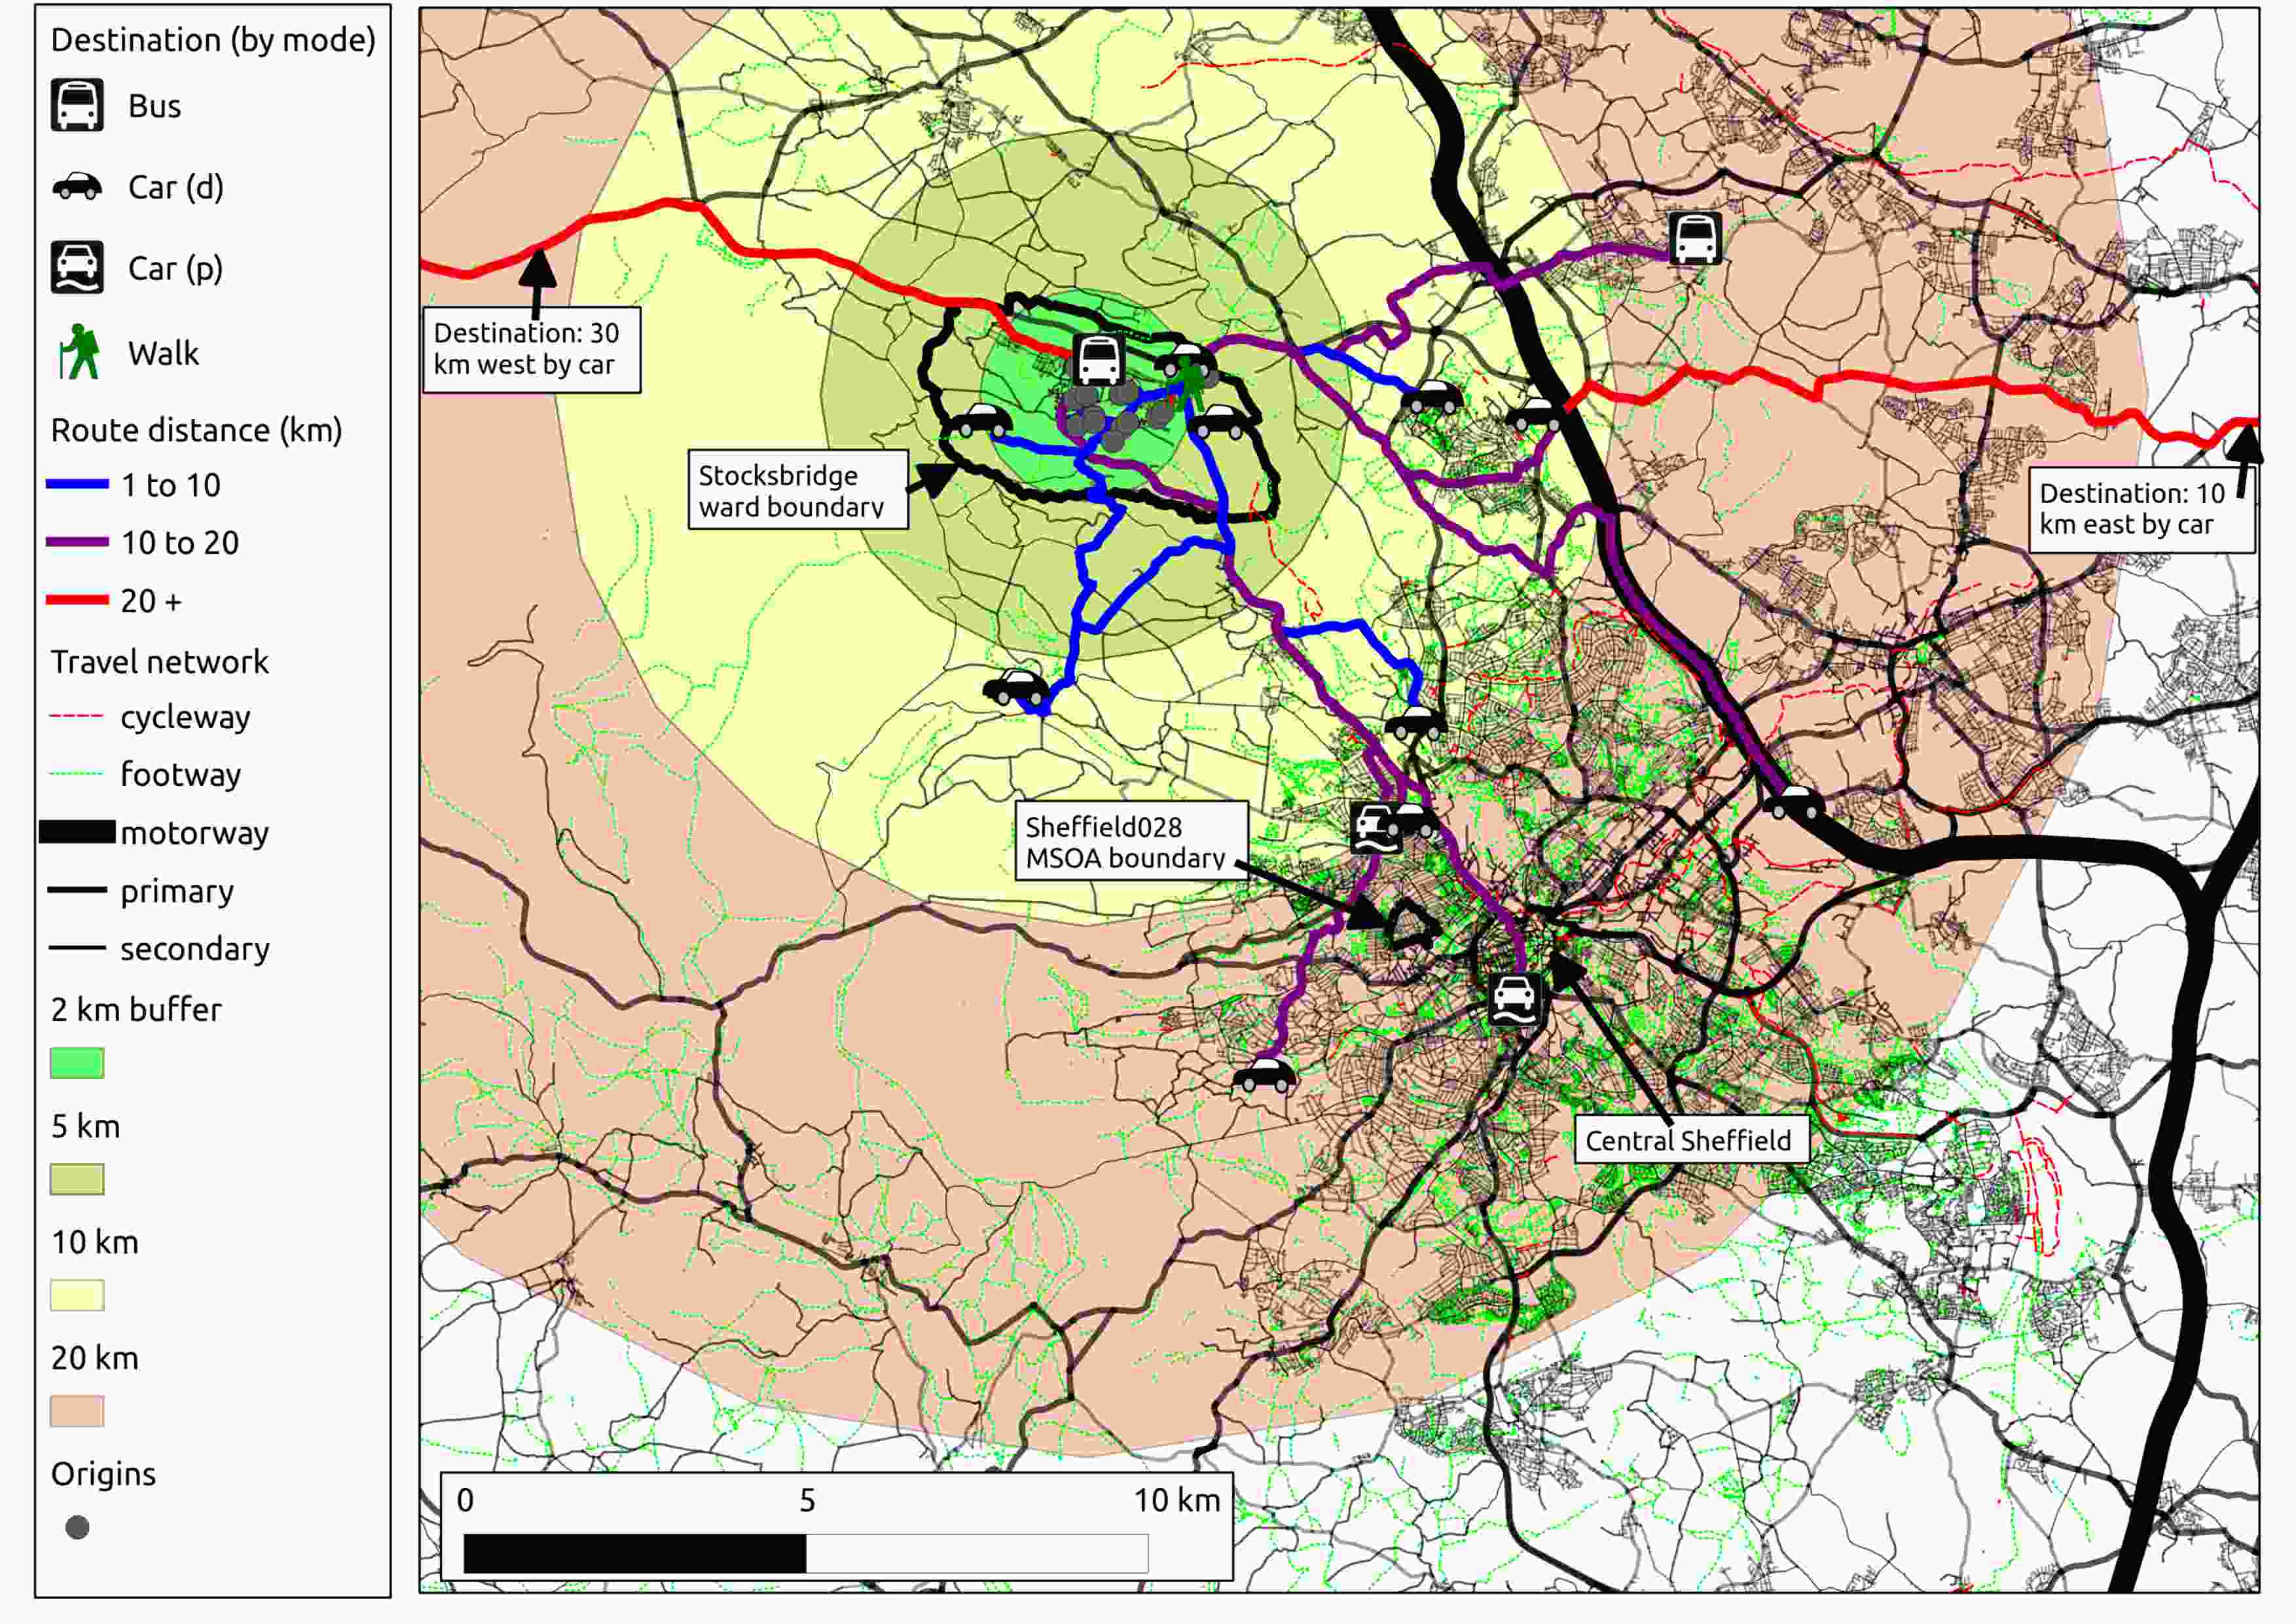 Destination (by mode)
Bus
Car (d)
Car (p)
Walk
Route distance (km)
1 to 10
10 to 20
20 +
Travel network
cycleway
footway
motorway
primary
secondary
2 km buffer
5 km
10 km
20 km
Origins
Destination: 30
km west by car
Stocksbridge
ward boundary
Destination: 10
km east by car
Sheffield028
MSOA boundary
Central Sheffield
0 5 10 km